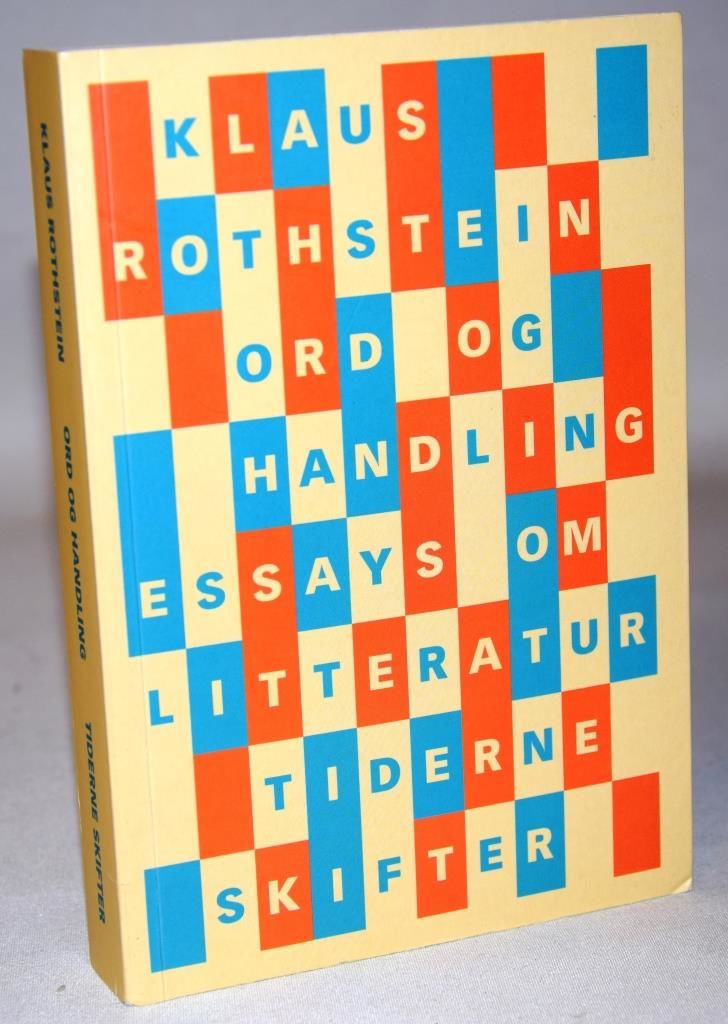 KLAUS
ROTHSTEIN
ORD OG
HANDLING
ESSAYS OM
LITTERATUR
TIDERNE
SKIFTER
KLAUS ROTHSTEIN ORD OG HANDLING TIDERNE SKIFTER